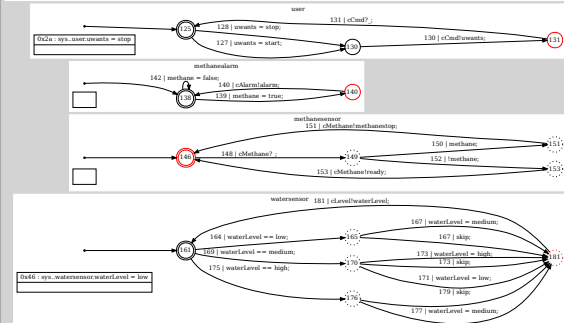 user
131 | cCmd?_;
128 | uwants = stop;
125
0x2a : sys_.user.uwants = stop
127 | uwants = start;
130
130 | cCmd!uwants;
131
methanealarm
142 | methane = false;
140 | cAlarm!alarm;
138
139 | methane = true;
140
methanesensor
151 | cMethane!methanestop;
150 | methane;
151
146
148 | cMethane?_;
149
152 | !methane;
153
153 | cMethane!ready;
watersensor
181 | cLevel!waterLevel;
167 | waterLevel = medium;
164 | waterLevel == low;
165
167 | skip;
161
169 | waterLevel == medium;
173 | waterLevel = high;
181
170
173 | skip;
175 | waterLevel == high;
171 | waterLevel = low;
0x46 : sys_.watersensor.waterLevel = low
179 | skip;
176
177 | waterLevel = medium;